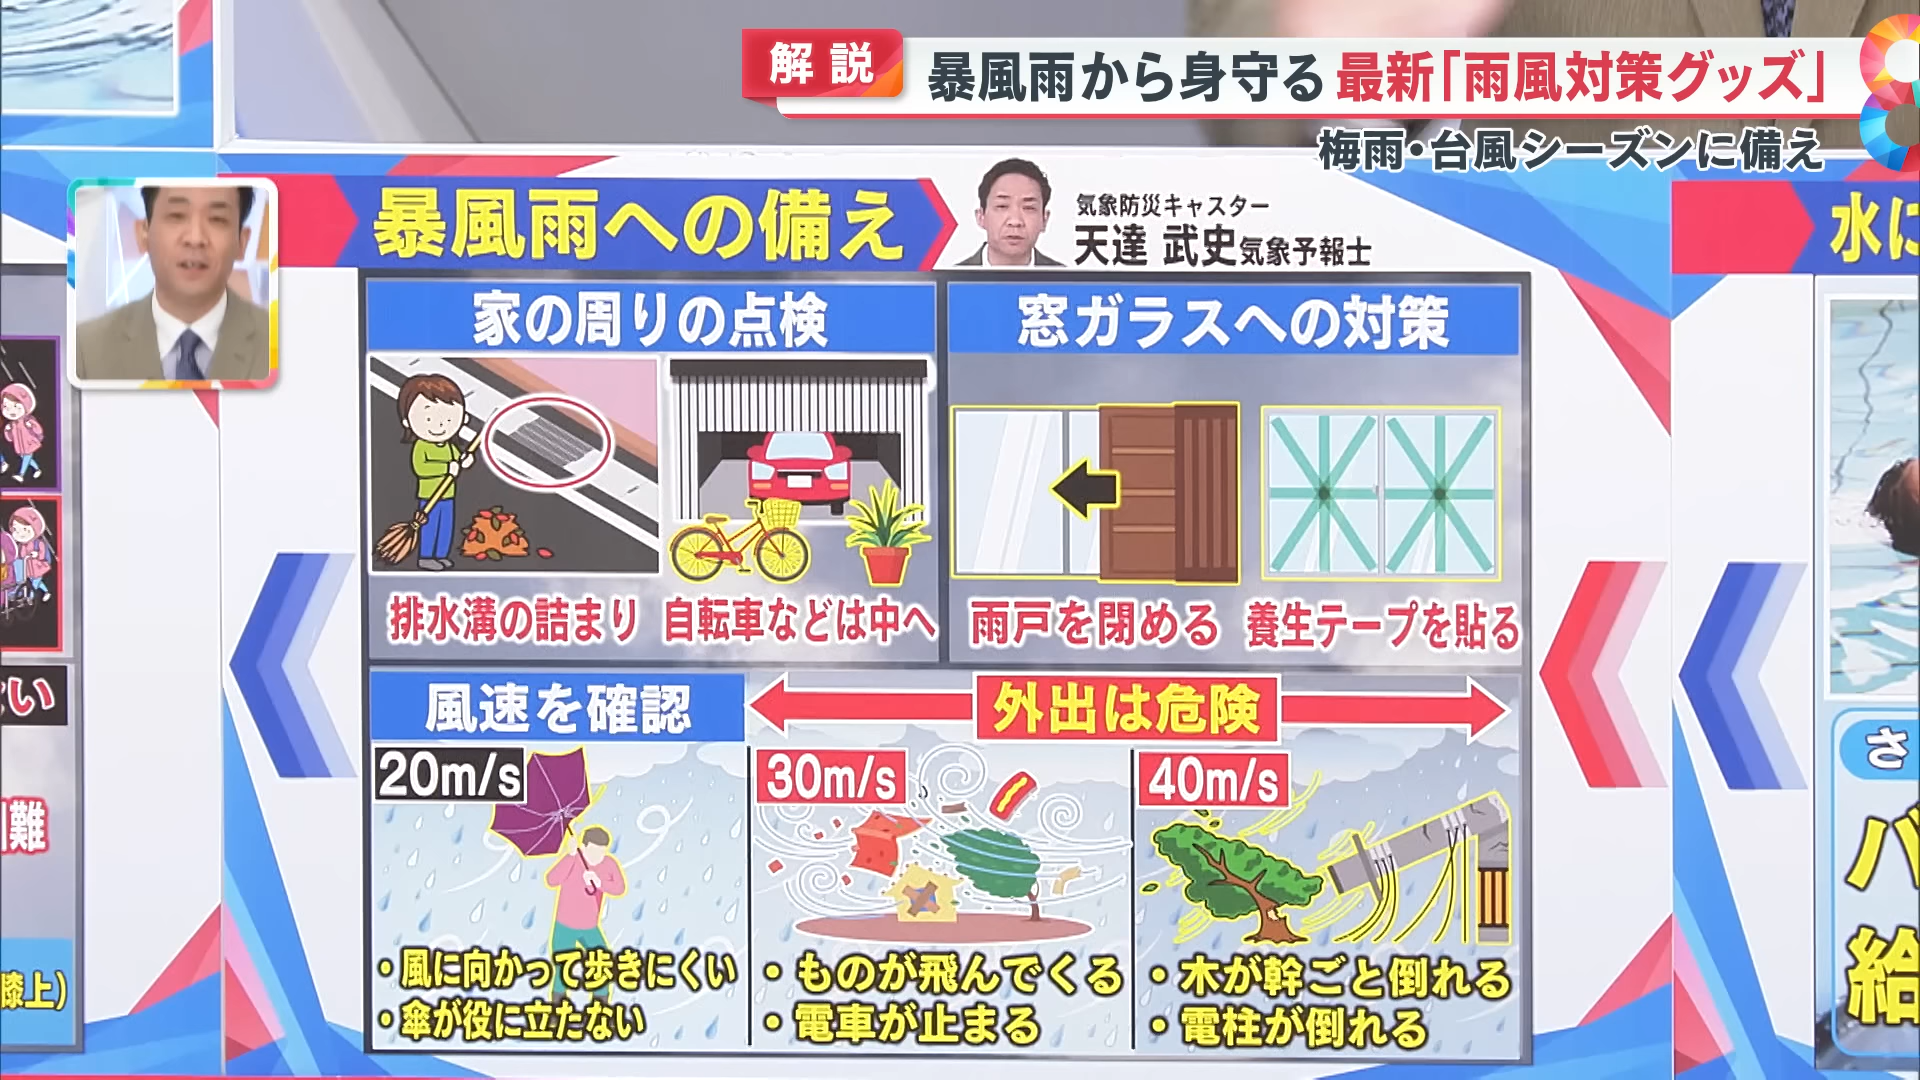 解説
暴風雨から身守る 最新「雨風対策グッズ」
梅雨・台風シーズンに備え
暴風雨への備え
気象防災キャスター
天達 武史気象予報士
水に
家の周りの点検
窓ガラスへの対策
排水溝の詰まり
自転車などは中へ
雨戸を閉める
養生テープを貼る
風速を確認
外出は危険
20m/s
30m/s
40m/s
・風に向かって歩きにくい
・傘が役に立たない
・ものが飛んでくる
・電車が止まる
・木が幹ごと倒れる
・電柱が倒れる
い
難
膝上)
さ
バ
給